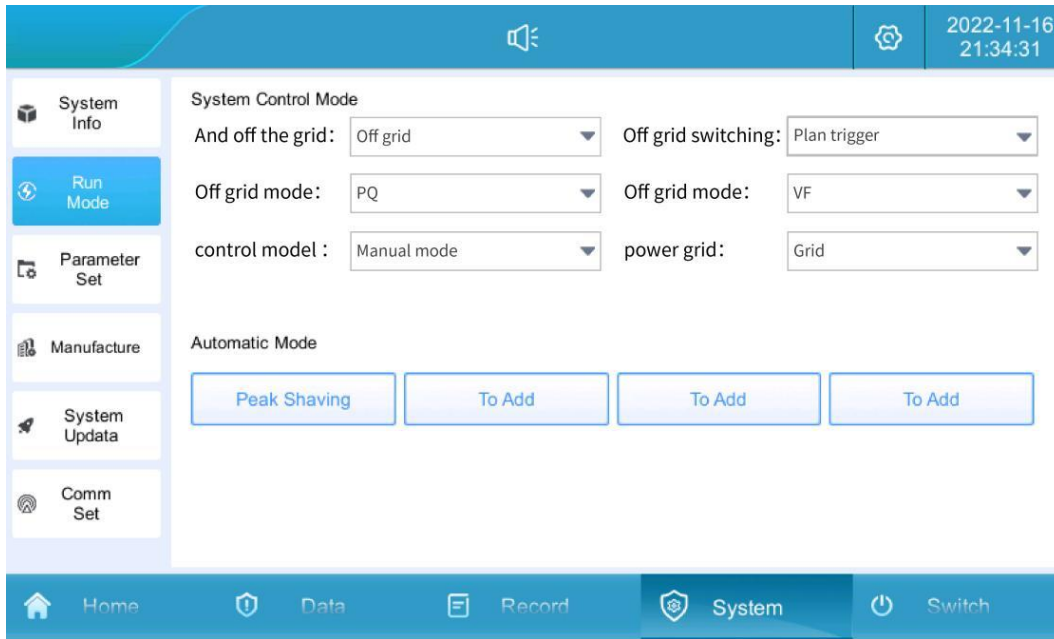 2022-11-16
21:34:31
System
Info
Run
Mode
Parameter
Set
Manufacture
System
Updata
Comm
Set
System Control Mode
And off the grid: Off grid Off grid switching: Plan trigger
Off grid mode: PQ Off grid mode: VF
control model : Manual mode power grid: Grid
Automatic Mode
Peak Shaving To Add To Add To Add
Home Data Record System Switch